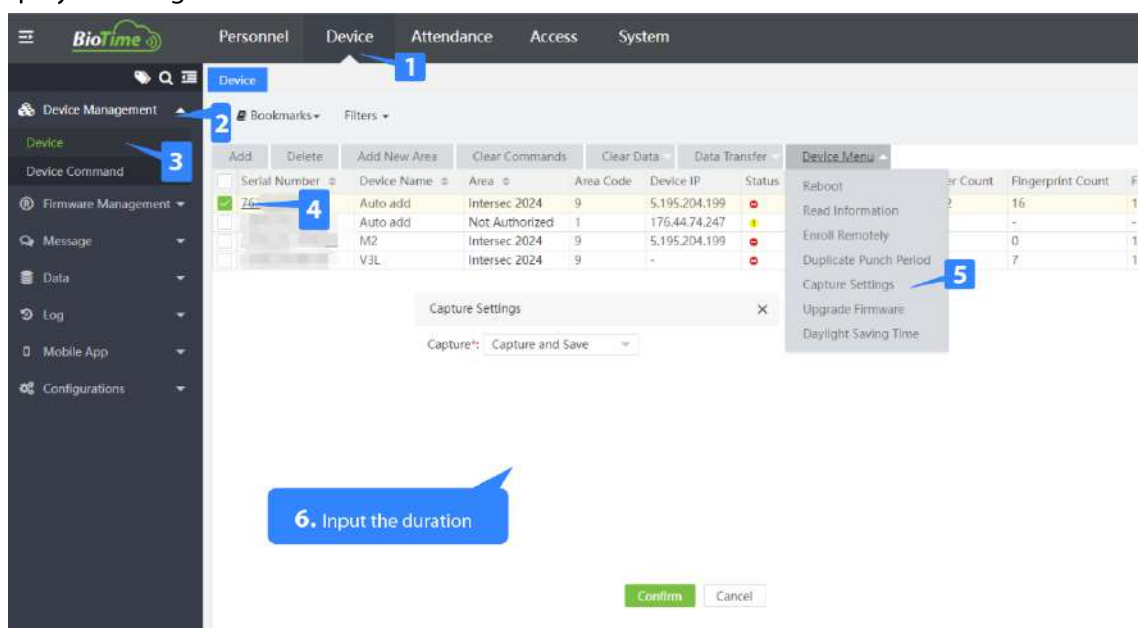 BioTime Personnel Device Attendance Access System
1
Device
Device Management 2 Bookmarks Filters
Device
3
Add Delete Add New Area Clear Commands Clear Data Data Transfer Device Menu
Device Command
Serial Number Device Name Area Area Code Device IP Status er Count Fingerprint Count F
Reboot
4 Auto add Intersec 2024 9 5.195.204.199 2 16 1
Firmware Management
Read Information
Auto add Not Authorized 1 176.44.74.247 - -
Enroll Remotely
Message M2 Intersec 2024 9 5.195.204.199 0 1
V3L Intersec 2024 9 - 7 1
Duplicate Punch Period
5
Data
Capture Settings
Log
Capture Settings
Upgrade Firmware
Daylight Saving Time
Capture*: Capture and Save
Mobile App
Configurations
6. Input the duration
Confirm Cancel